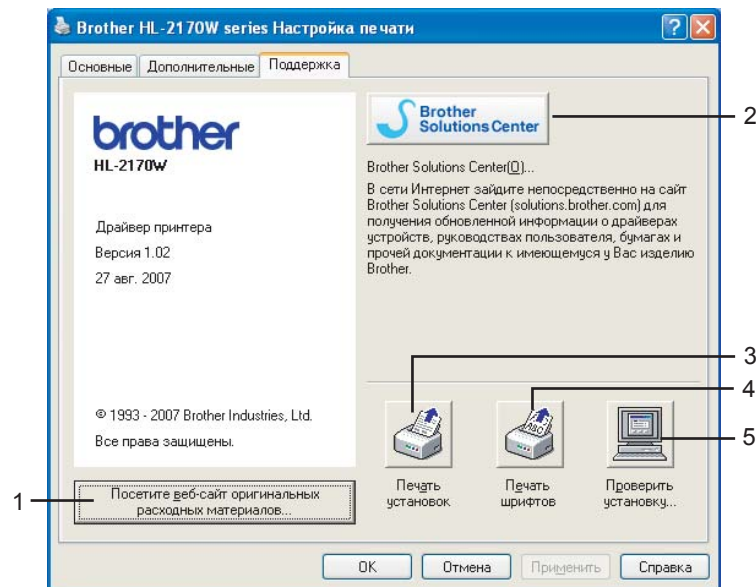 Brother HL-2170W series Настройка печати
Основные Дополнительные Поддержка
brother
HL-2170W
Драйвер принтера
Версия 1.02
27 авг. 2007
© 1993 - 2007 Brother Industries, Ltd.
Все права защищены.
1
Посетите веб-сайт оригинальных
расходных материалов...
Brother
Solutions Center
2
Brother Solutions Center(O)...
В сети Интернет зайдите непосредственно на сайт
Brother Solutions Center (solutions.brother.com) для
получения обновленной информации о драйверах
устройств, руководствах пользователя, бумагах и
прочей документации к имеющемуся у Вас изделию
Brother.
3
4
ABC
5
Печать
установок
Печать
шрифтов
Проверить
установку...
OK Отмена Применить Справка